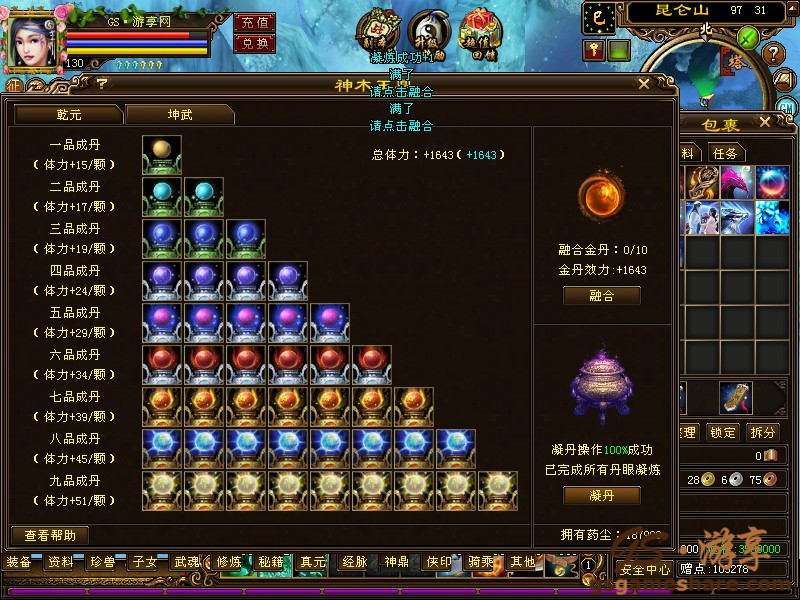 GS·游享网
充值
兑换
130
昆仑山 97 31
北
凝炼成功!
满了
请点击融合
满了
请点击融合
?
包裹
料 任务
乾元 坤武
一品成丹
(体力+15/颗)
二品成丹
(体力+17/颗)
三品成丹
(体力+19/颗)
四品成丹
(体力+24/颗)
五品成丹
(体力+29/颗)
六品成丹
(体力+34/颗)
七品成丹
(体力+39/颗)
八品成丹
(体力+45/颗)
九品成丹
(体力+51/颗)
总体力:+1643(+1643)
融合金丹:0/10
金丹效力:+1643
融合
凝丹操作100%成功
已完成所有丹眼凝炼
凝丹
查看帮助
锁定 拆分
0
28 6 75
装备 资料 珍兽 子女 武魂 修炼 秘籍 真元 经脉 神鼎 侠印 骑乘 其他
1
安全中心
赠点:103278
GS游享
gsgameshare.com